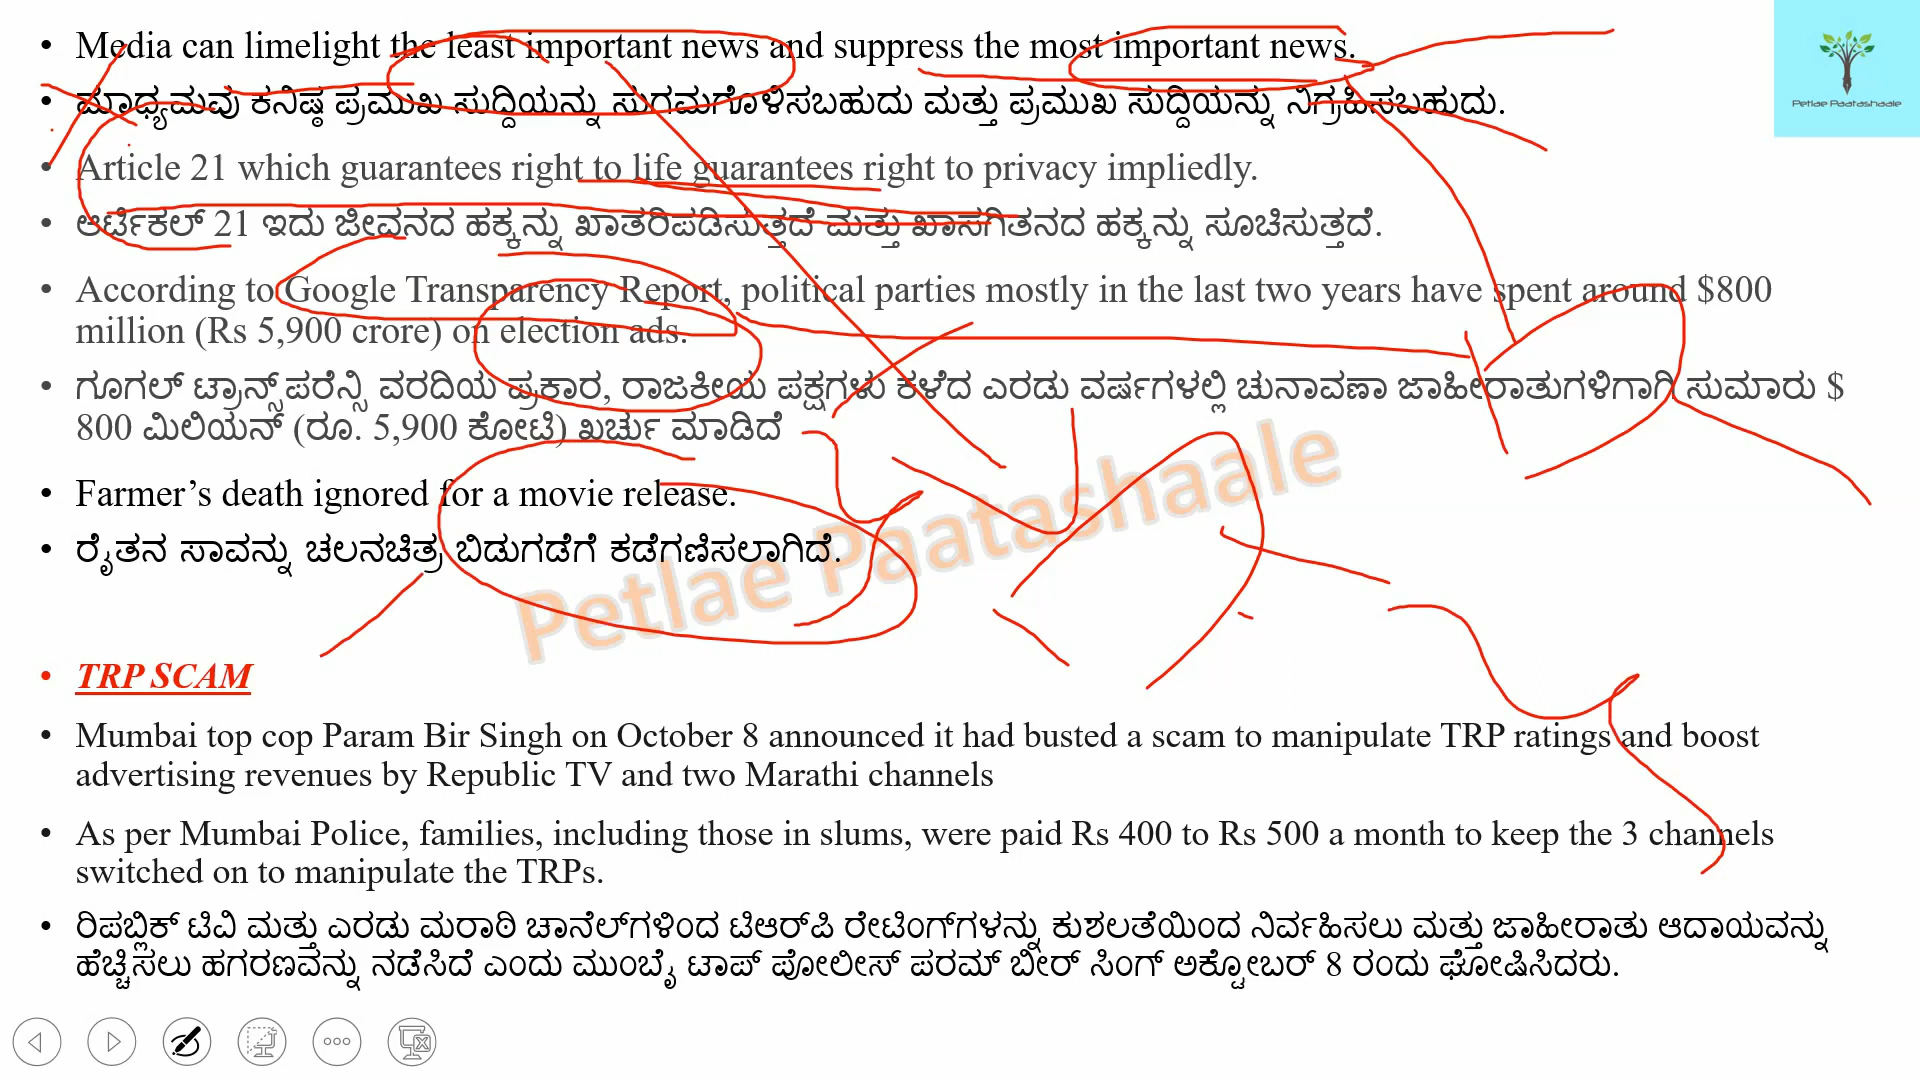 Petlae Paatashaale
• Media can limelight the least important news and suppress the most important news.
• ಮಾಧ್ಯಮವು ಕನಿಷ್ಠ ಪ್ರಮುಖ ಸುದ್ದಿಯನ್ನು ಸುಗಮಗೊಳಿಸಬಹುದು ಮತ್ತು ಪ್ರಮುಖ ಸುದ್ದಿಯನ್ನು ನಿಗ್ರಹಿಸಬಹುದು.
• Article 21 which guarantees right to life guarantees right to privacy impliedly.
• ಆರ್ಟಿಕಲ್ 21 ಇದು ಜೀವನದ ಹಕ್ಕನ್ನು ಖಾತರಿಪಡಿಸುತ್ತದೆ ಮತ್ತು ಖಾಸಗಿತನದ ಹಕ್ಕನ್ನು ಸೂಚಿಸುತ್ತದೆ.
• According to Google Transparency Report, political parties mostly in the last two years have spent around $800
million (Rs 5,900 crore) on election ads.
• ಗೂಗಲ್ ಟ್ರಾನ್ಸ್‌ಪರೆನ್ಸಿ ವರದಿಯ ಪ್ರಕಾರ, ರಾಜಕೀಯ ಪಕ್ಷಗಳು ಕಳೆದ ಎರಡು ವರ್ಷಗಳಲ್ಲಿ ಚುನಾವಣಾ ಜಾಹೀರಾತುಗಳಿಗಾಗಿ ಸುಮಾರು $
800 ಮಿಲಿಯನ್ (ರೂ. 5,900 ಕೋಟಿ) ಖರ್ಚು ಮಾಡಿದೆ
• Farmer’s death ignored for a movie release.
• ರೈತನ ಸಾವನ್ನು ಚಲನಚಿತ್ರ ಬಿಡುಗಡೆಗೆ ಕಡೆಗಣಿಸಲಾಗಿದೆ.
Petlae Paatashaale
• TRP SCAM
• Mumbai top cop Param Bir Singh on October 8 announced it had busted a scam to manipulate TRP ratings and boost
advertising revenues by Republic TV and two Marathi channels
• As per Mumbai Police, families, including those in slums, were paid Rs 400 to Rs 500 a month to keep the 3 channels
switched on to manipulate the TRPs.
• ರಿಪಬ್ಲಿಕ್ ಟಿವಿ ಮತ್ತು ಎರಡು ಮರಾಠಿ ಚಾನೆಲ್‌ಗಳಿಂದ ಟಿಆರ್‌ಪಿ ರೇಟಿಂಗ್‌ಗಳನ್ನು ಕುಶಲತೆಯಿಂದ ನಿರ್ವಹಿಸಲು ಮತ್ತು ಜಾಹೀರಾತು ಆದಾಯವನ್ನು
ಹೆಚ್ಚಿಸಲು ಹಗರಣವನ್ನು ನಡೆಸಿದೆ ಎಂದು ಮುಂಬೈ ಟಾಪ್ ಪೋಲೀಸ್ ಪರಮ್ ಬೀರ್ ಸಿಂಗ್ ಅಕ್ಟೋಬರ್ 8 ರಂದು ಘೋಷಿಸಿದರು.